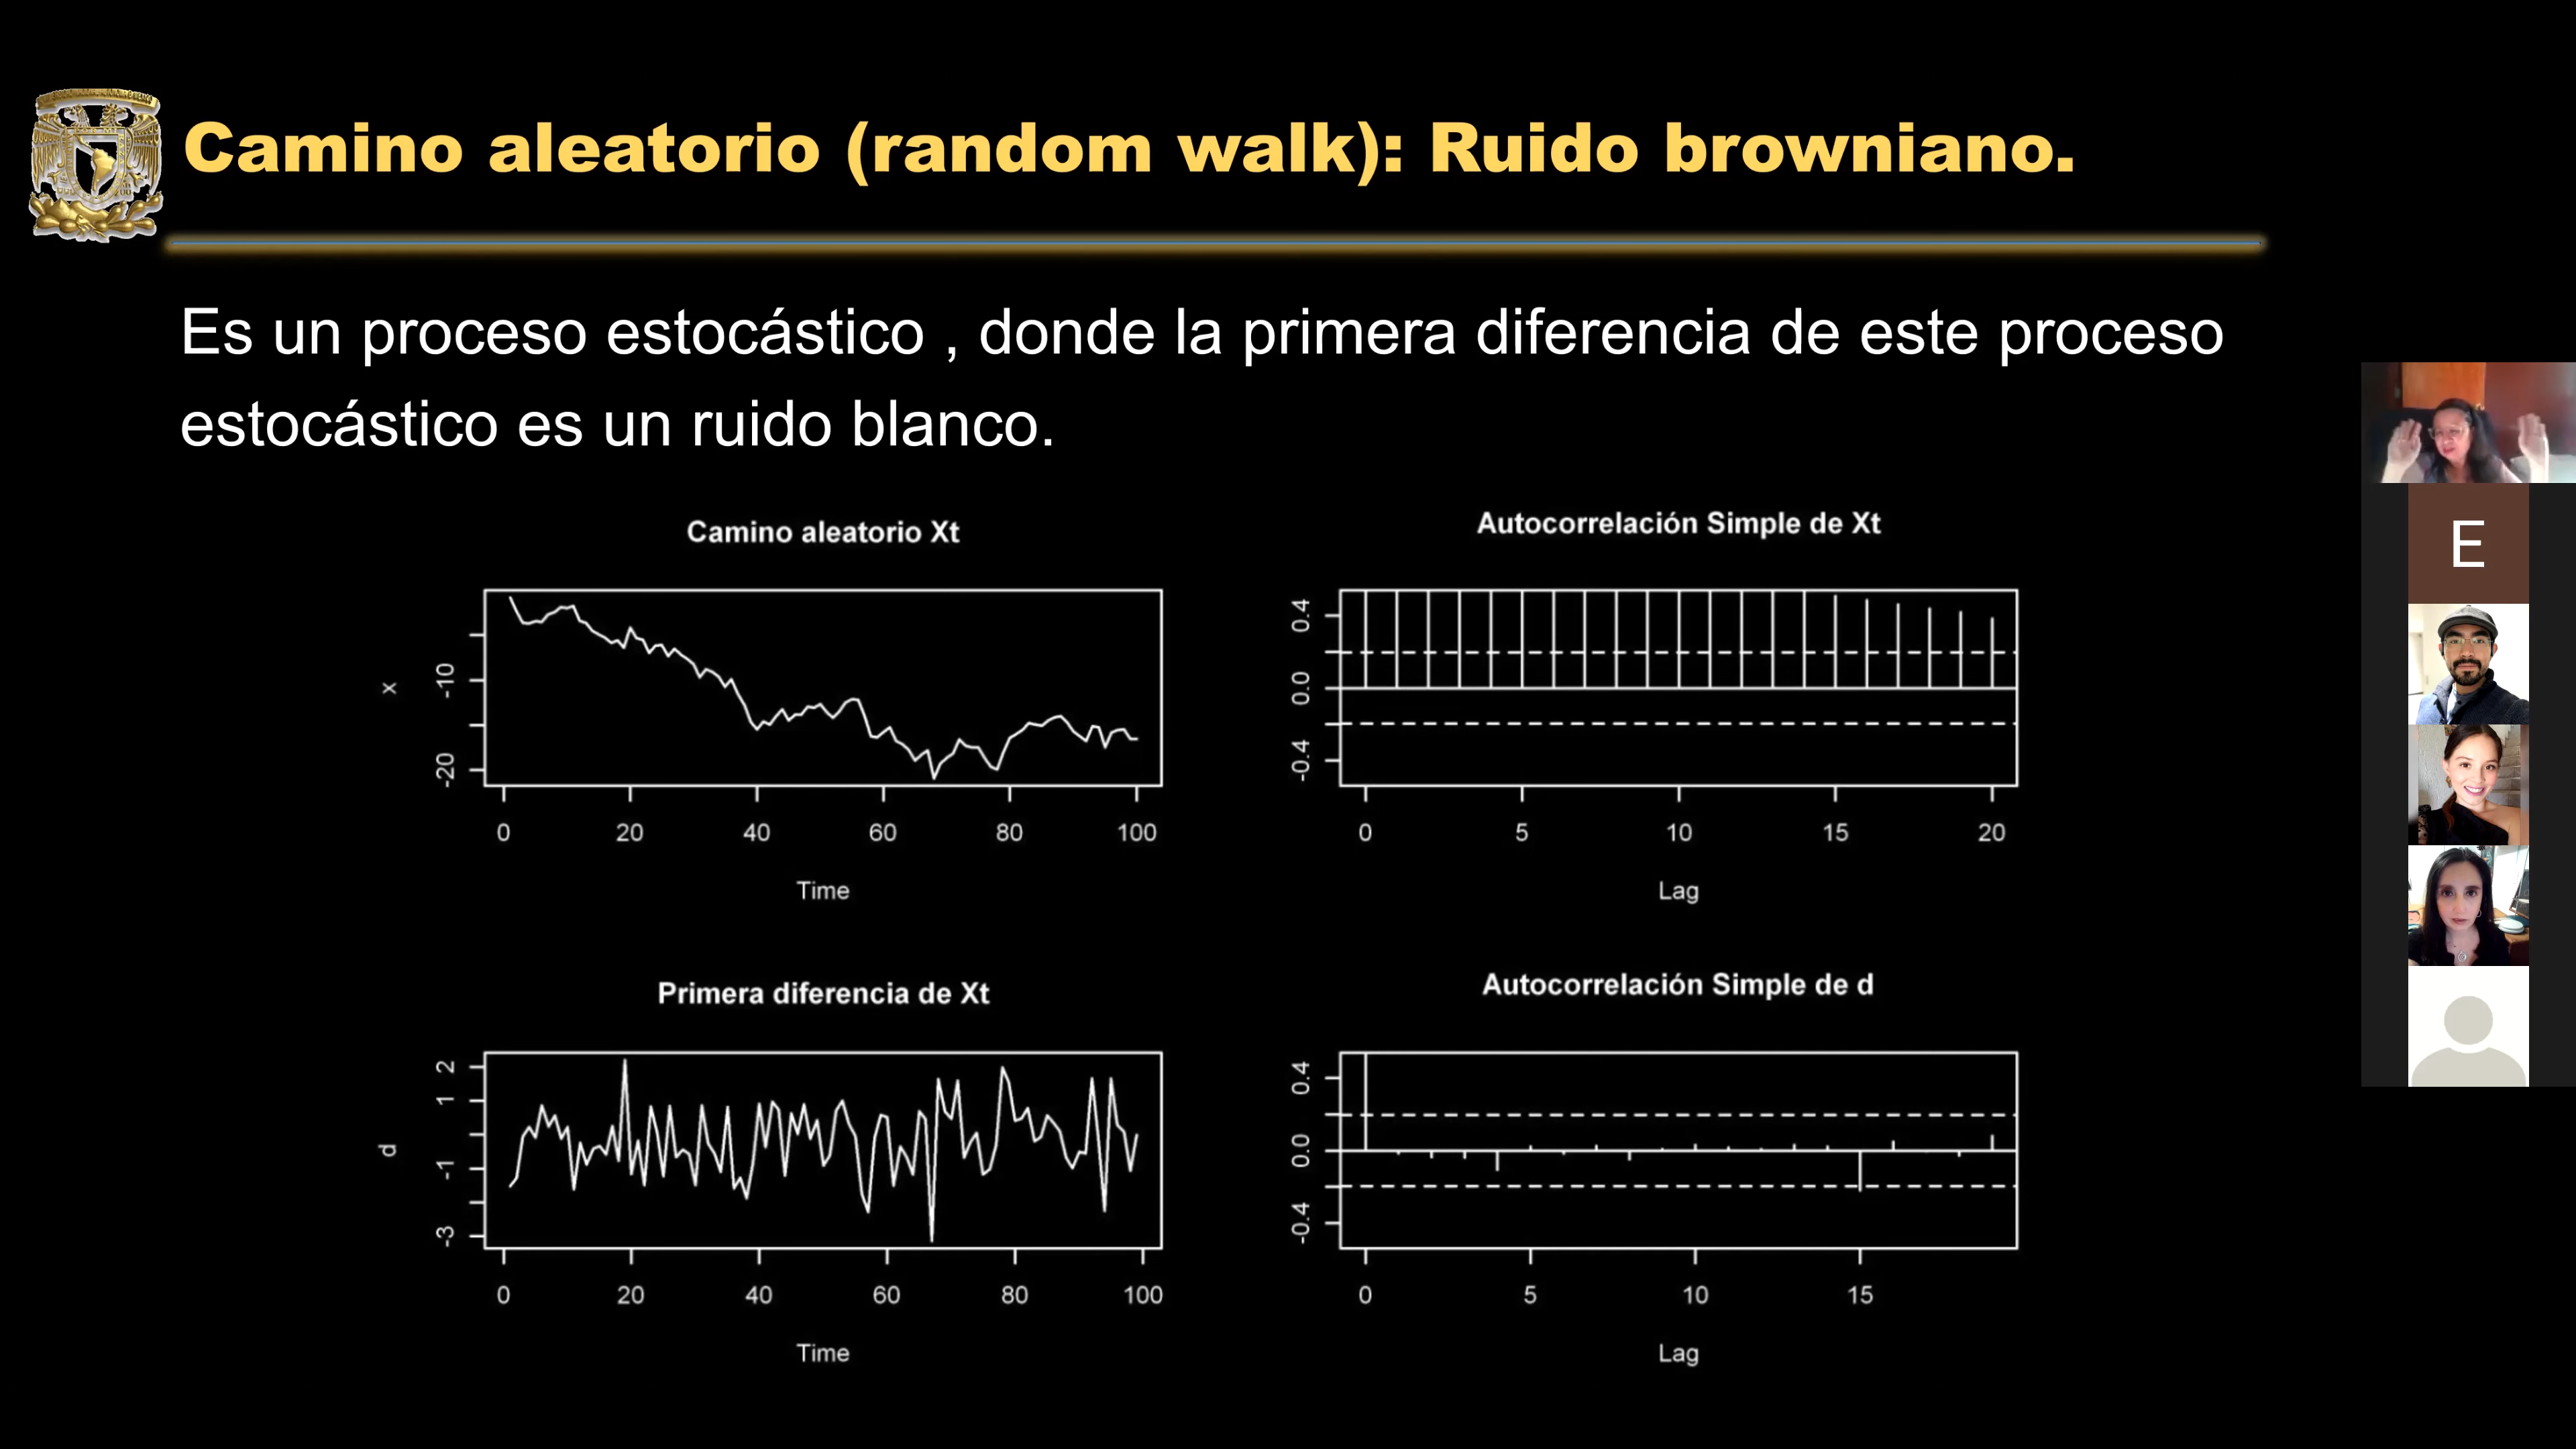 Camino aleatorio (random walk): Ruido browniano.
Es un proceso estocástico , donde la primera diferencia de este proceso
estocástico es un ruido blanco.
Camino aleatorio Xt
x
-10
-20
0 20 40 60 80 100
Time
Autocorrelación Simple de Xt
0.4
0.0
-0.4
0 5 10 15 20
Lag
Primera diferencia de Xt
d
2
1
-1
-3
0 20 40 60 80 100
Time
Autocorrelación Simple de d
0.4
0.0
-0.4
0 5 10 15
Lag
E